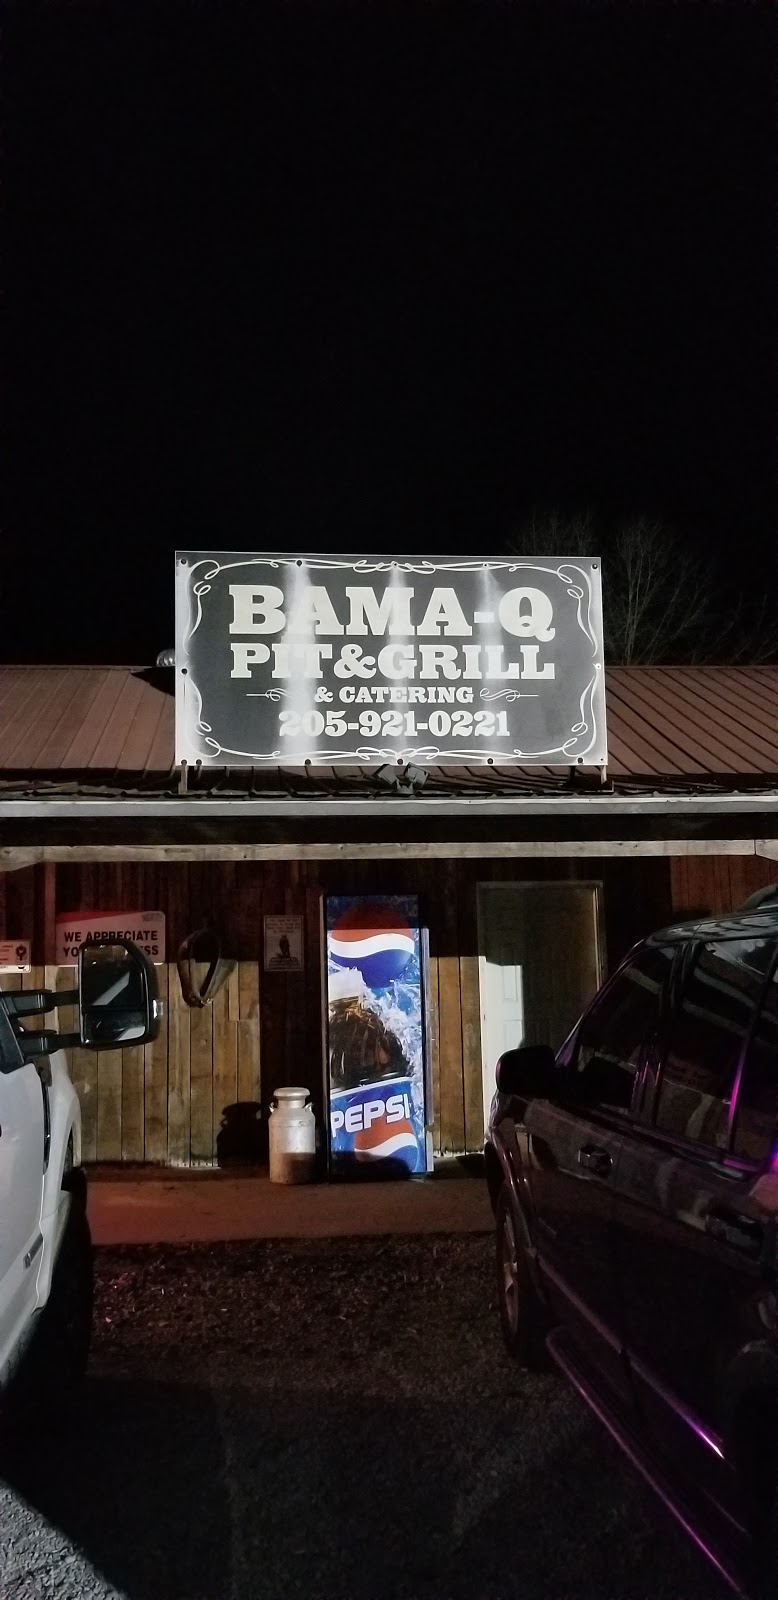 BAMA-Q
PIT&GRILL
& CATERING
205-921-0221
WE APPRECIATE
PEPSI